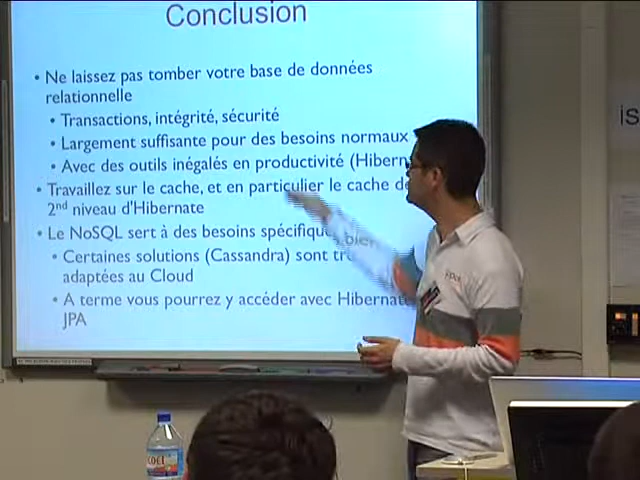 Conclusion
• Ne laissez pas tomber votre base de données
relationnelle
• Transactions, intégrité, sécurité
• Largement suffisante pour des besoins normaux
• Avec des outils inégalés en productivité (Hibern
• Travaillez sur le cache, et en particulier le cache de
2nd niveau d'Hibernate
• Le NoSQL sert à des besoins spécifiqu
• Certaines solutions (Cassandra) sont tr bien
adaptées au Cloud
• A terme vous pourrez y accéder avec Hibernate
JPA
is